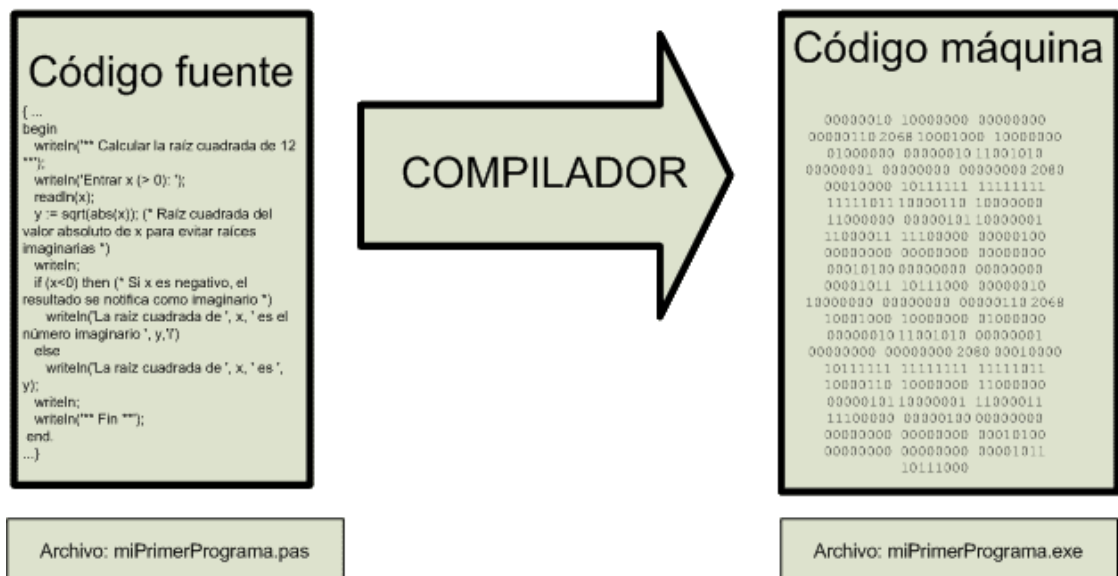 Código fuente
{ ...
begin
writeln('** Calcular la raíz cuadrada de 12
**');
writeln('Entrar x (> 0): ');
readln(x);
y := sqrt(abs(x)); (* Raíz cuadrada del
valor absoluto de x para evitar raíces
imaginarias *)
writeln;
if (x<0) then (* Si x es negativo, el
resultado se notifica como imaginario *)
writeln('La raíz cuadrada de ', x, ' es el
número imaginario ', y,'i')
else
writeln('La raíz cuadrada de ', x, ' es ',
y);
writeln;
writeln('** Fin **');
end.
...}
Archivo: miPrimerPrograma.pas
COMPILADOR
Código máquina
00000010 10000000 00000000
00000110 2068 10001000 10000000
01000000 00000010 11001010
00000001 00000000 00000000 2080
00010000 10111111 11111111
11111011 10000110 10000000
11000000 00000101 10000001
11000011 11100000 00000100
00000000 00000000 00000000
00010100 00000000 00000000
00001011 10111000 00000010
10000000 00000000 00000110 2068
10001000 10000000 01000000
00000010 11001010 00000001
00000000 00000000 2080 00010000
10111111 11111111 11111011
10000110 10000000 11000000
00000101 10000001 11000011
11100000 00000100 00000000
00000000 00000000 00010100
00000000 00000000 00001011
10111000
Archivo: miPrimerPrograma.exe